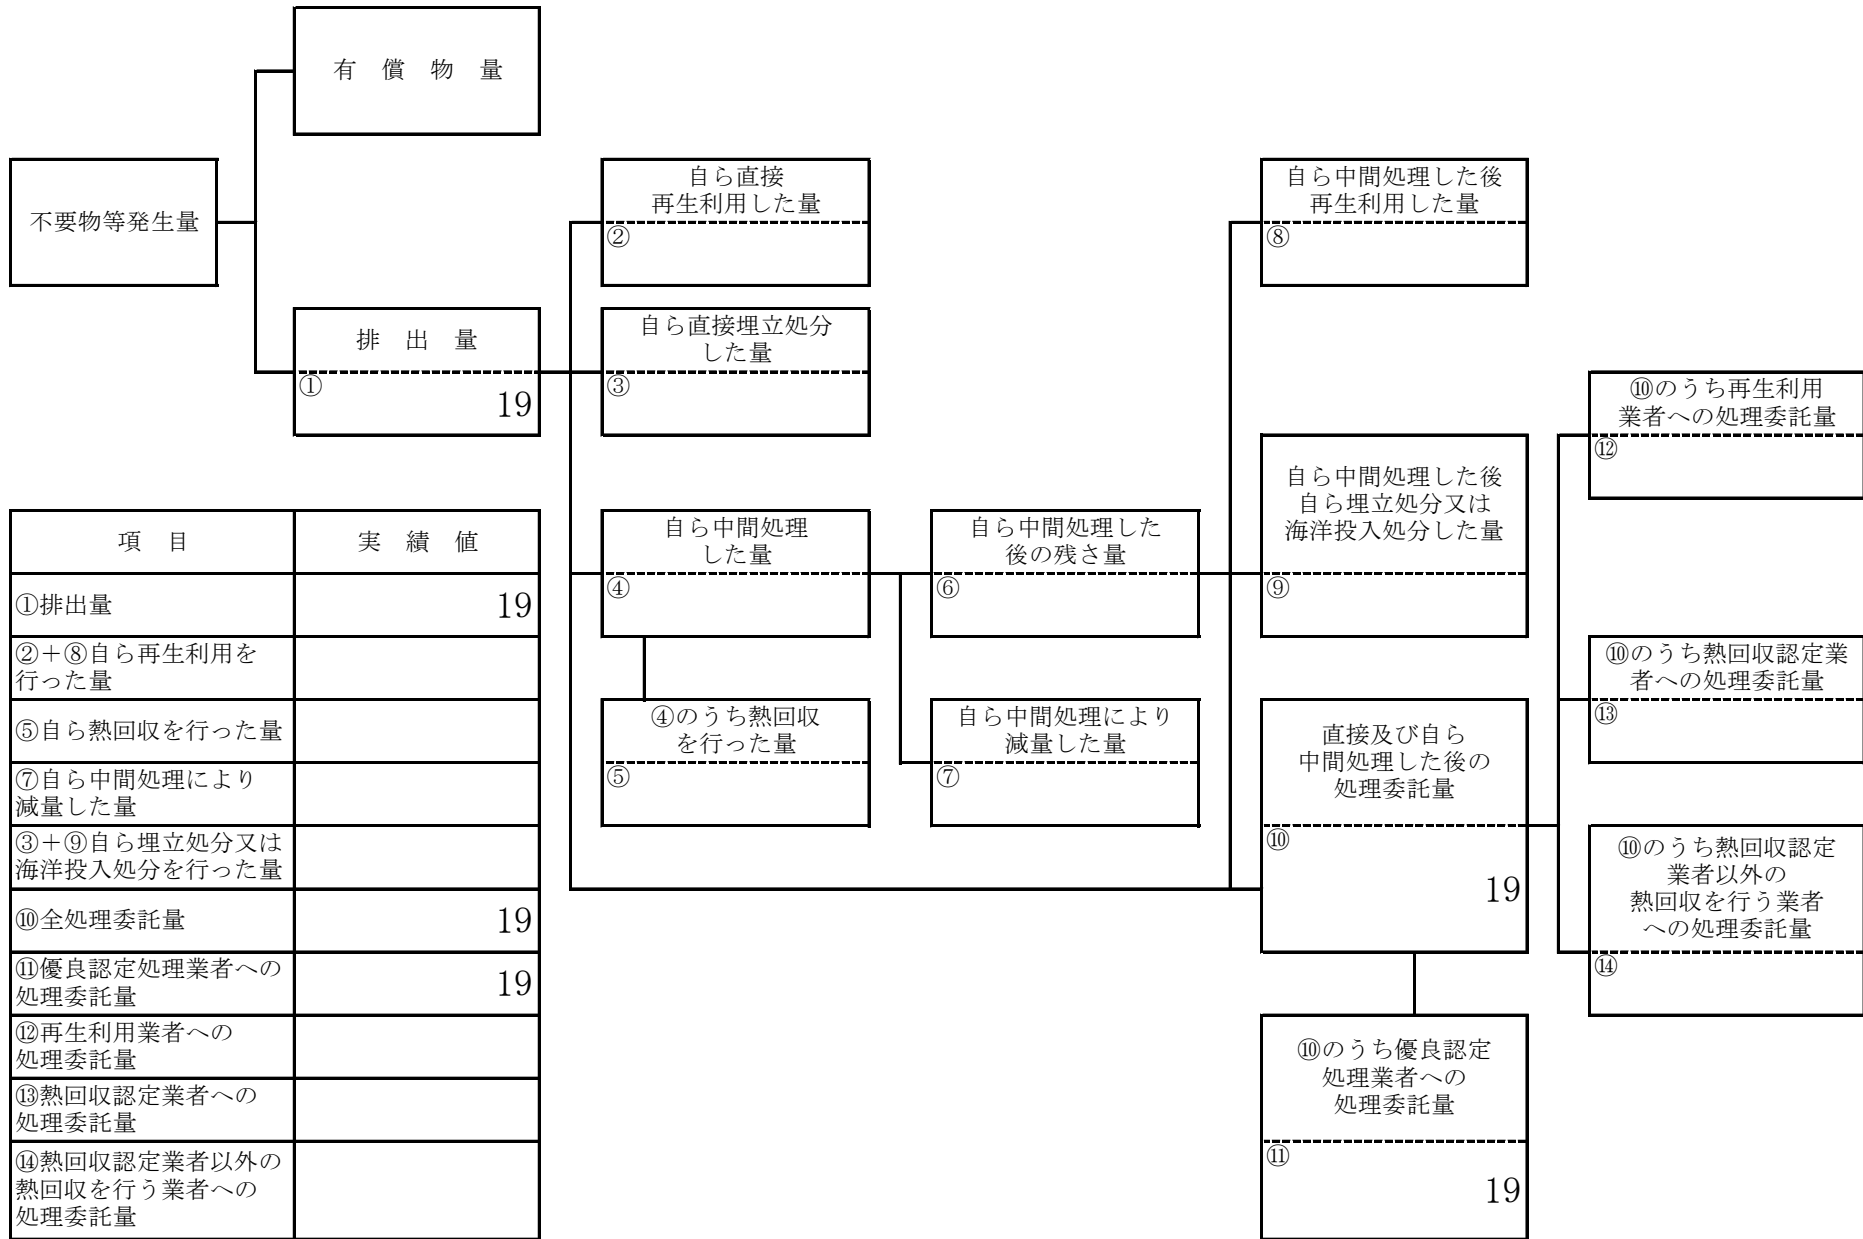 有 償 物 量
不要物等発生量
排 出 量
①
19
自ら直接
再生利用した量
②
自ら直接埋立処分
した量
③
自ら中間処理
した量
④
④のうち熱回収
を行った量
⑤
自ら中間処理した
後の残さ量
⑥
自ら中間処理により
減量した量
⑦
自ら中間処理した後
再生利用した量
⑧
自ら中間処理した後
自ら埋立処分又は
海洋投入処分した量
⑨
直接及び自ら
中間処理した後の
処理委託量
⑩
19
⑩のうち優良認定
処理業者への
処理委託量
⑪
19
⑩のうち再生利用
業者への処理委託量
⑫
⑩のうち熱回収認定業
者への処理委託量
⑬
⑩のうち熱回収認定
業者以外の
熱回収を行う業者
への処理委託量
⑭
項 目 実 績 値
①排出量 19
②+⑧自ら再生利用を
行った量
⑤自ら熱回収を行った量
⑦自ら中間処理により
減量した量
③+⑨自ら埋立処分又は
海洋投入処分を行った量
⑩全処理委託量 19
⑪優良認定処理業者への
処理委託量 19
⑫再生利用業者への
処理委託量
⑬熱回収認定業者への
処理委託量
⑭熱回収認定業者以外の
熱回収を行う業者への
処理委託量